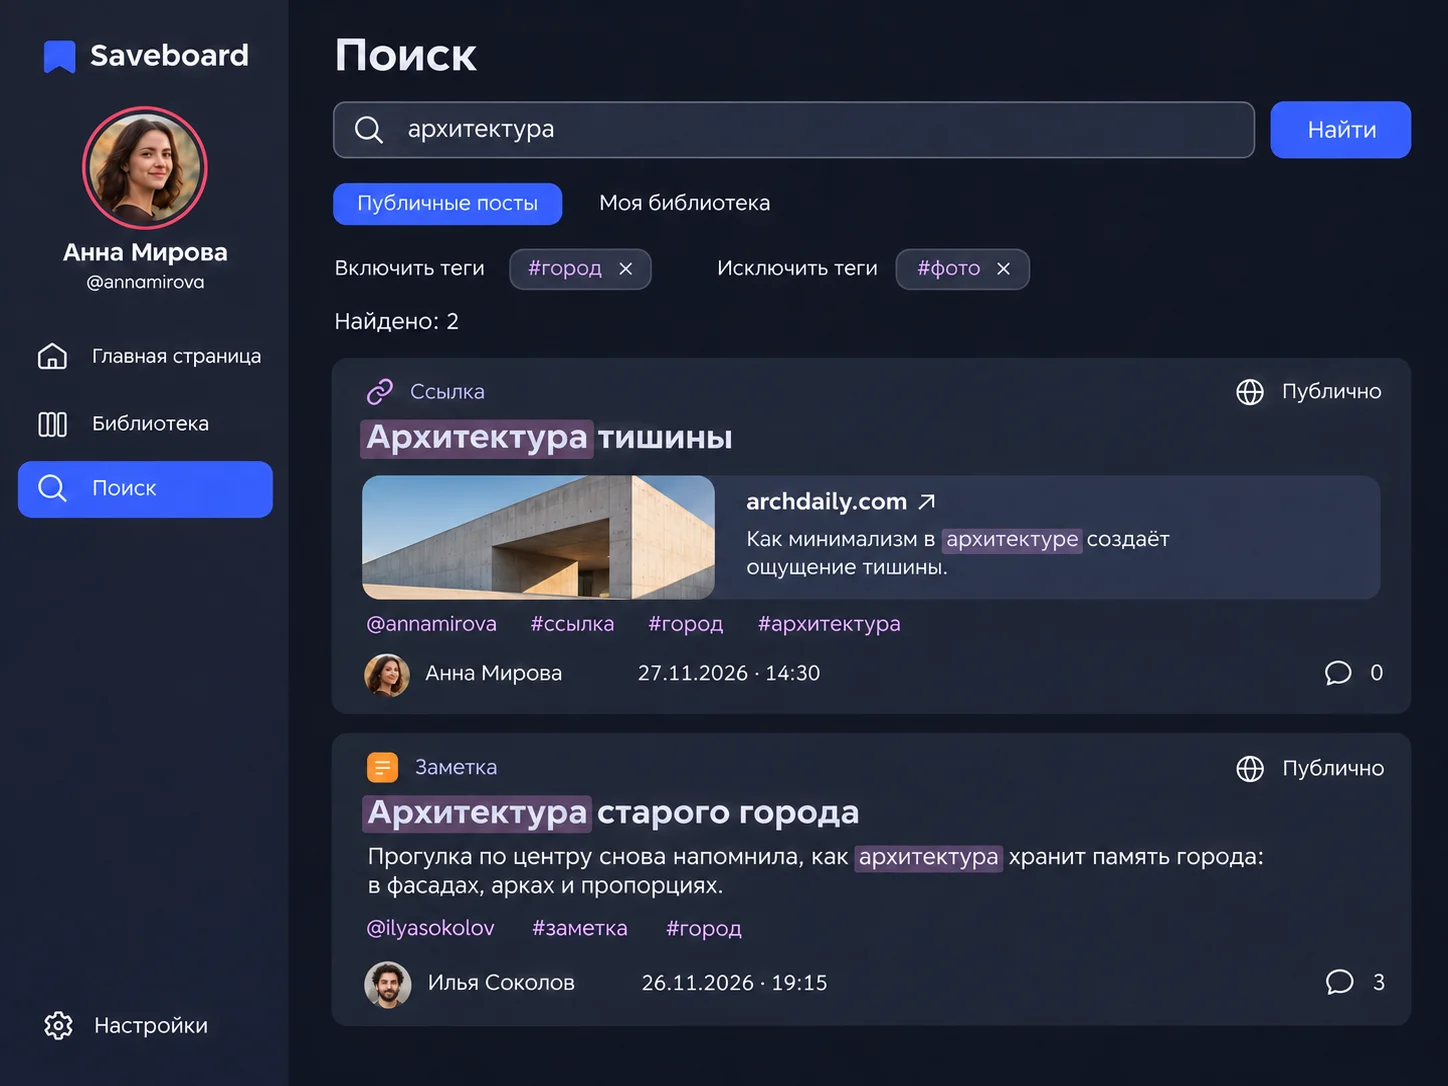 Saveboard
Анна Мирова
@annamirova
Главная страница
Библиотека
Поиск
Настройки
Поиск
архитектура
Найти
Публичные посты
Моя библиотека
Включить теги
#город ×
Исключить теги
#фото ×
Найдено: 2
Ссылка
Публично
Архитектура тишины
archdaily.com ↗
Как минимализм в архитектуре создаёт
ощущение тишины.
@annamirova #ссылка #город #архитектура
Анна Мирова 27.11.2026 · 14:30 0
Заметка
Публично
Архитектура старого города
Прогулка по центру снова напомнила, как архитектура хранит память города:
в фасадах, арках и пропорциях.
@ilyasokolov #заметка #город
Илья Соколов 26.11.2026 · 19:15 3